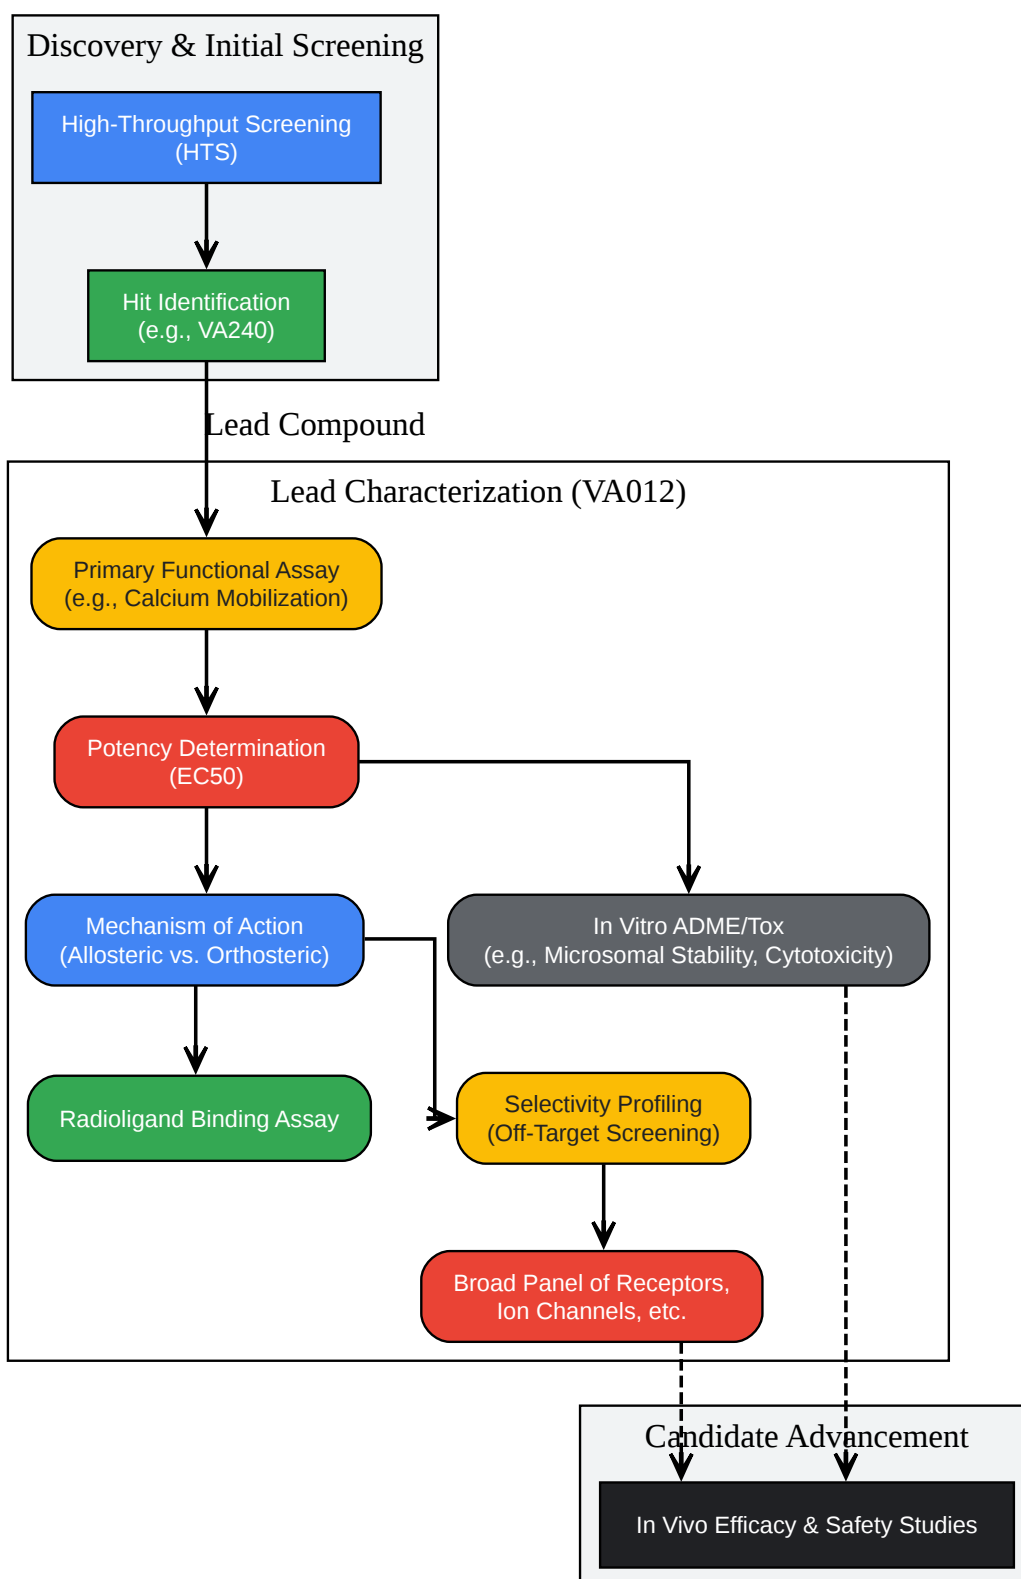 Discovery & Initial Screening
High-Throughput Screening
(HTS)
Hit Identification
(e.g., VA240)
Lead Compound
Lead Characterization (VA012)
Primary Functional Assay
(e.g., Calcium Mobilization)
Potency Determination
(EC50)
Mechanism of Action
(Allosteric vs. Orthosteric)
In Vitro ADME/Tox
(e.g., Microsomal Stability, Cytotoxicity)
Radioligand Binding Assay
Selectivity Profiling
(Off-Target Screening)
Broad Panel of Receptors,
Ion Channels, etc.
Candidate Advancement
In Vivo Efficacy & Safety Studies